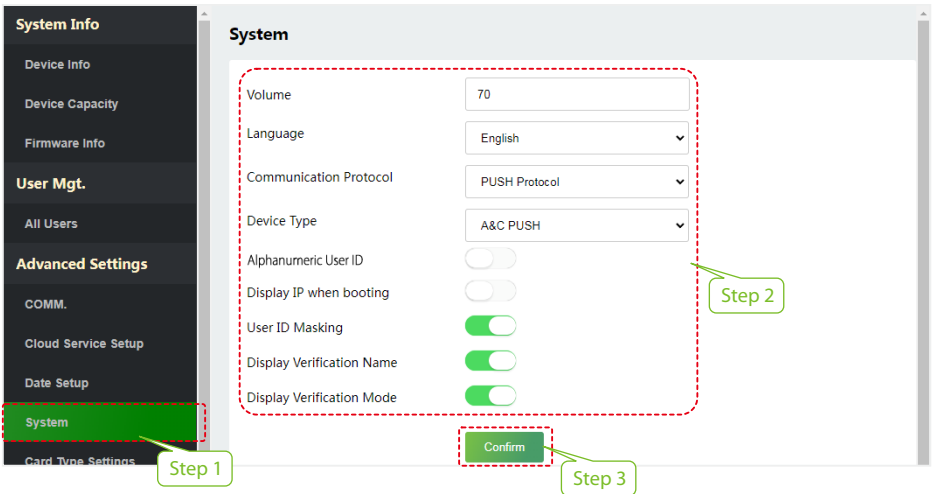 System Info
Device Info
Device Capacity
Firmware Info
User Mgt.
All Users
Advanced Settings
COMM.
Cloud Service Setup
Date Setup
System
Card Type Settings
Step 1
System
Volume 70
Language English
Communication Protocol PUSH Protocol
Device Type A&C PUSH
Alphanumeric User ID
Display IP when booting
User ID Masking
Display Verification Name
Display Verification Mode
Step 2
Confirm
Step 3